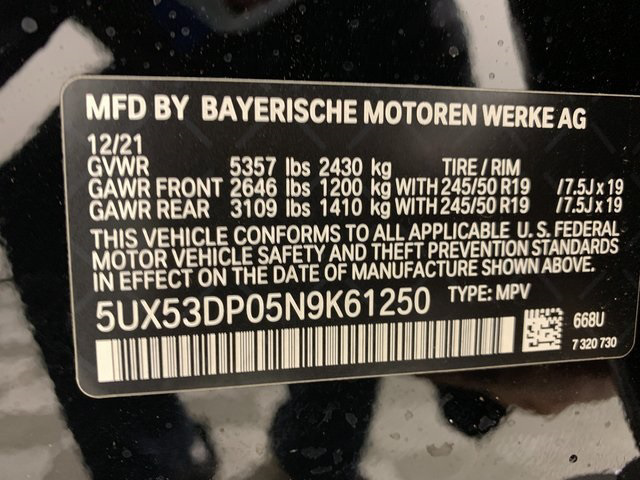 MFD BY BAYERISCHE MOTOREN WERKE AG
12/21
GVWR 5357 lbs 2430 kg TIRE / RIM
GAWR FRONT 2646 lbs 1200 kg WITH 245/50 R19 /7.5J x 19
GAWR REAR 3109 lbs 1410 kg WITH 245/50 R19 /7.5J x 19
THIS VEHICLE CONFORMS TO ALL APPLICABLE U. S. FEDERAL
MOTOR VEHICLE SAFETY AND THEFT PREVENTION STANDARDS
IN EFFECT ON THE DATE OF MANUFACTURE SHOWN ABOVE.
5UX53DP05N9K61250 TYPE: MPV
668U
7 320 730